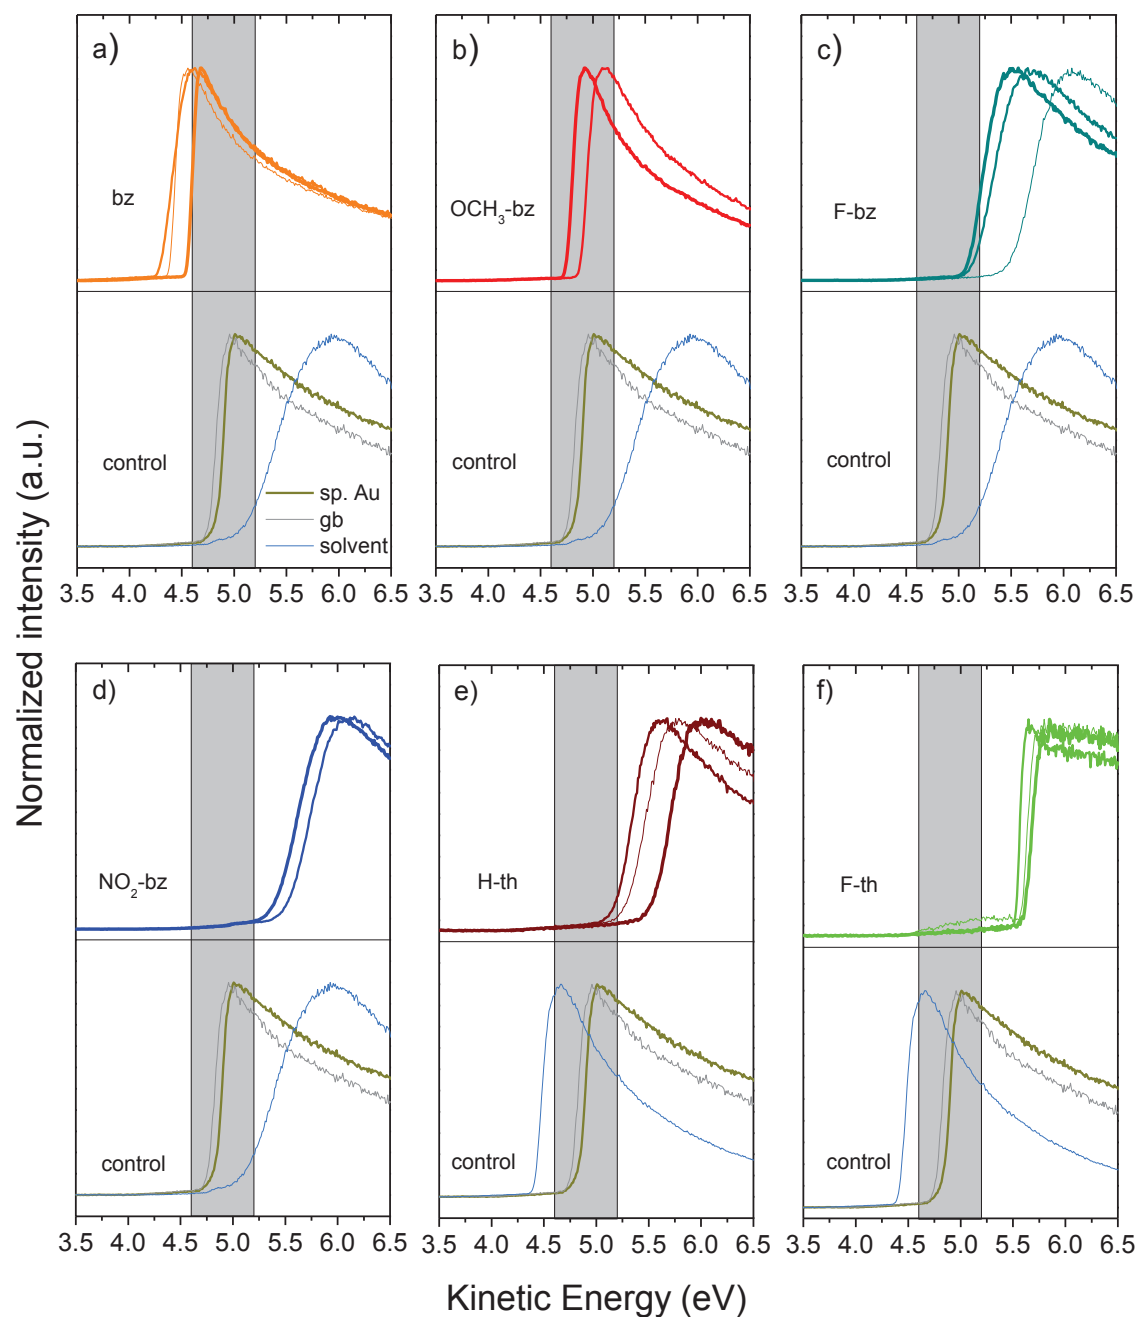 Normalized intensity (a.u.)
a)
bz
control
sp. Au
gb
solvent
3.5 4.0 4.5 5.0 5.5 6.0 6.5
b)
OCH₃-bz
control
3.5 4.0 4.5 5.0 5.5 6.0 6.5
c)
F-bz
control
3.5 4.0 4.5 5.0 5.5 6.0 6.5
d)
NO₂-bz
control
3.5 4.0 4.5 5.0 5.5 6.0 6.5
e)
H-th
control
3.5 4.0 4.5 5.0 5.5 6.0 6.5
f)
F-th
control
3.5 4.0 4.5 5.0 5.5 6.0 6.5
Kinetic Energy (eV)